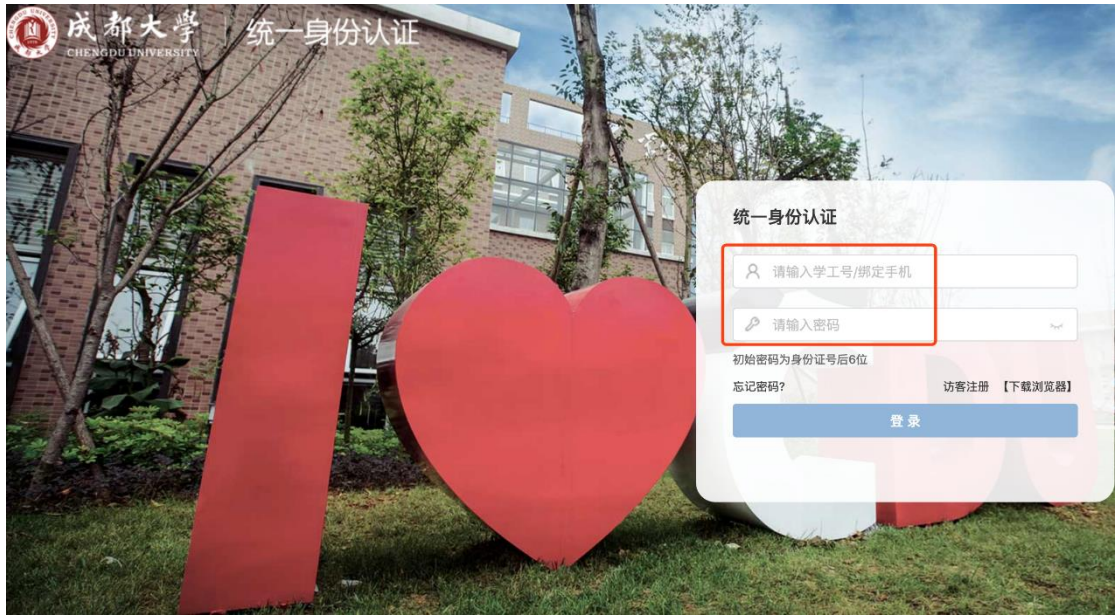 成都大學
CHENGDU UNIVERSITY
统一身份认证
统一身份认证
请输入学工号/绑定手机
请输入密码
初始密码为身份证号后6位
忘记密码?
访客注册 【下载浏览器】
登 录
I
CDU